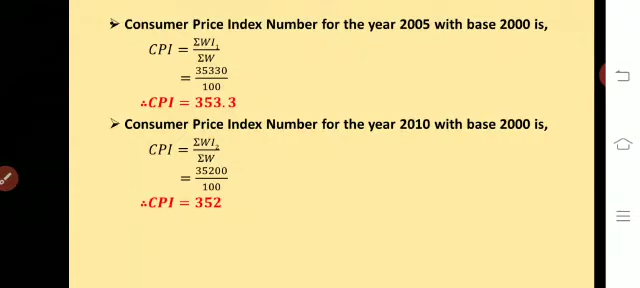 ➢ Consumer Price Index Number for the year 2005 with base 2000 is,
CPI = ΣWI₁/ΣW
= 35330/100
∴CPI = 353.3
➢ Consumer Price Index Number for the year 2010 with base 2000 is,
CPI = ΣWI₂/ΣW
= 35200/100
∴CPI = 352